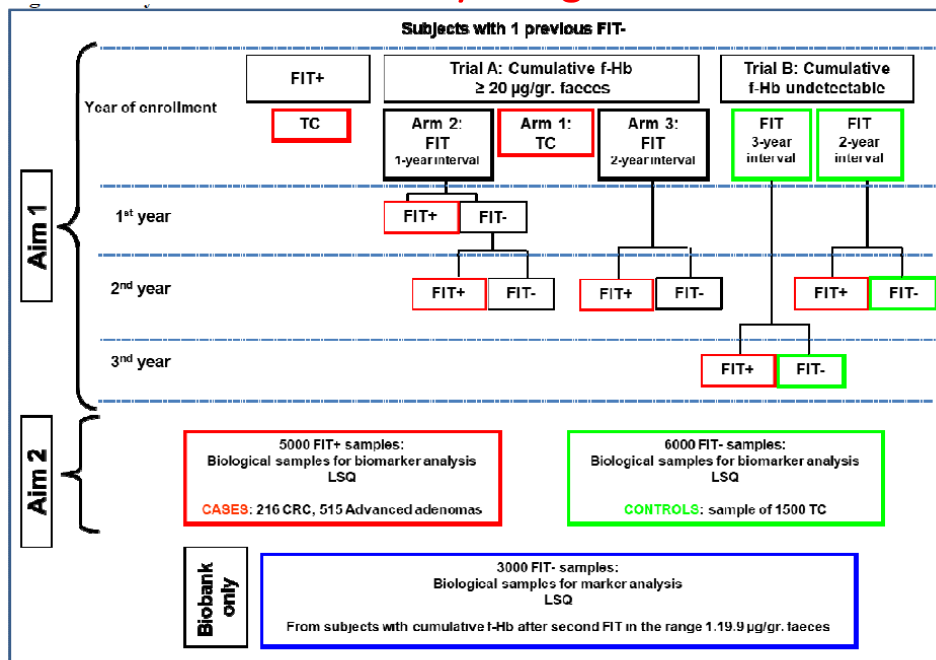 Subjects with 1 previous FIT-
Year of enrollment
FIT+
TC
Trial A: Cumulative f-Hb
≥ 20 µg/gr. faeces
Arm 2:
FIT
1-year interval
Arm 1:
TC
Arm 3:
FIT
2-year interval
Trial B: Cumulative
f-Hb undetectable
FIT
3-year
interval
FIT
2-year
interval
Aim 1
1st year
FIT+
FIT-
2nd year
FIT+
FIT-
FIT+
FIT-
FIT+
FIT-
3nd year
FIT+
FIT-
Aim 2
5000 FIT+ samples:
Biological samples for biomarker analysis
LSQ
CASES: 216 CRC, 515 Advanced adenomas
6000 FIT- samples:
Biological samples for biomarker analysis
LSQ
CONTROLS: sample of 1500 TC
Biobank
only
3000 FIT- samples:
Biological samples for marker analysis
LSQ
From subjects with cumulative f-Hb after second FIT in the range 1.19.9 µg/gr. faeces